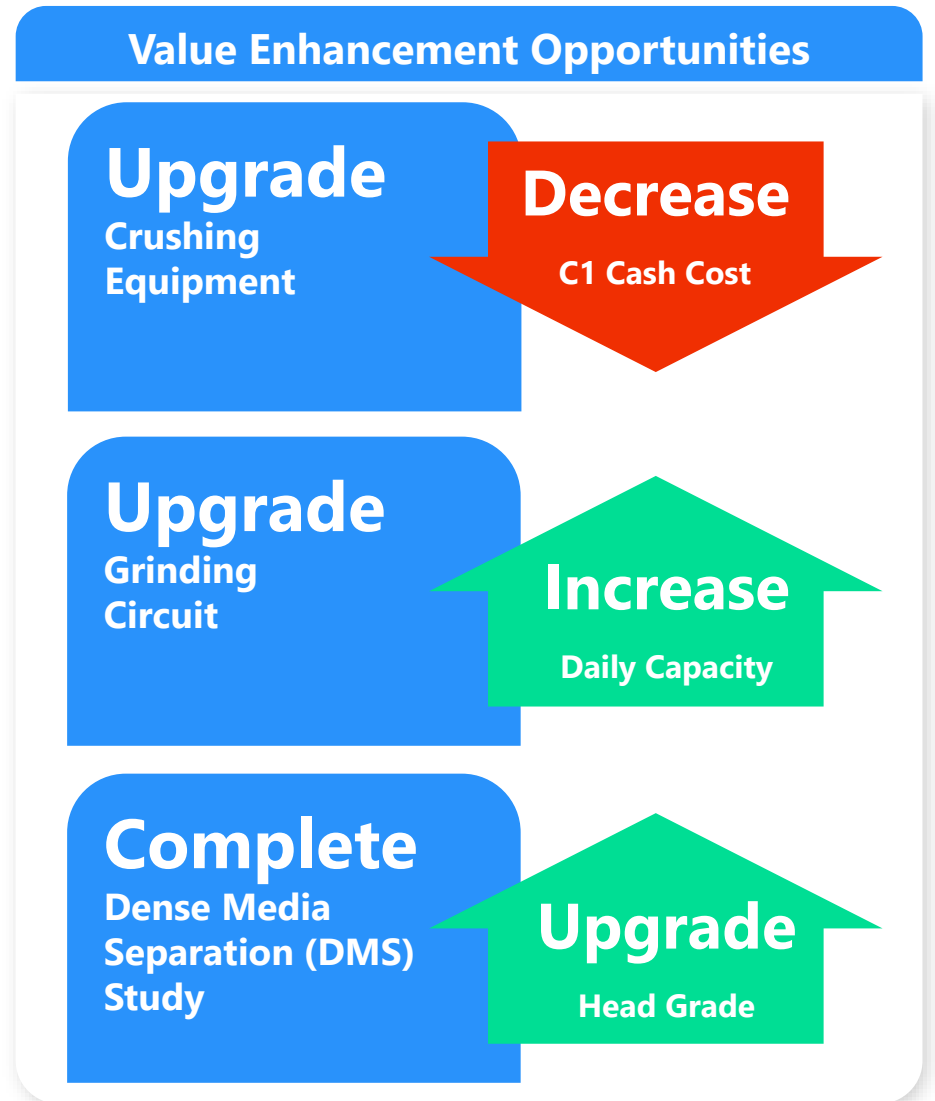 Value Enhancement Opportunities
Upgrade
Crushing
Equipment
Decrease
C1 Cash Cost
Upgrade
Grinding
Circuit
Increase
Daily Capacity
Complete
Dense Media
Separation (DMS)
Study
Upgrade
Head Grade